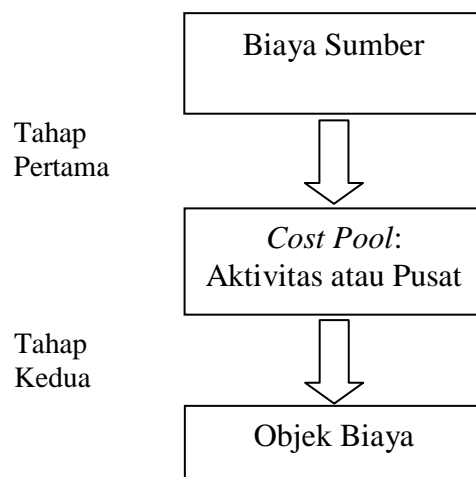 Biaya Sumber
Tahap
Pertama
Cost Pool:
Aktivitas atau Pusat
Tahap
Kedua
Objek Biaya